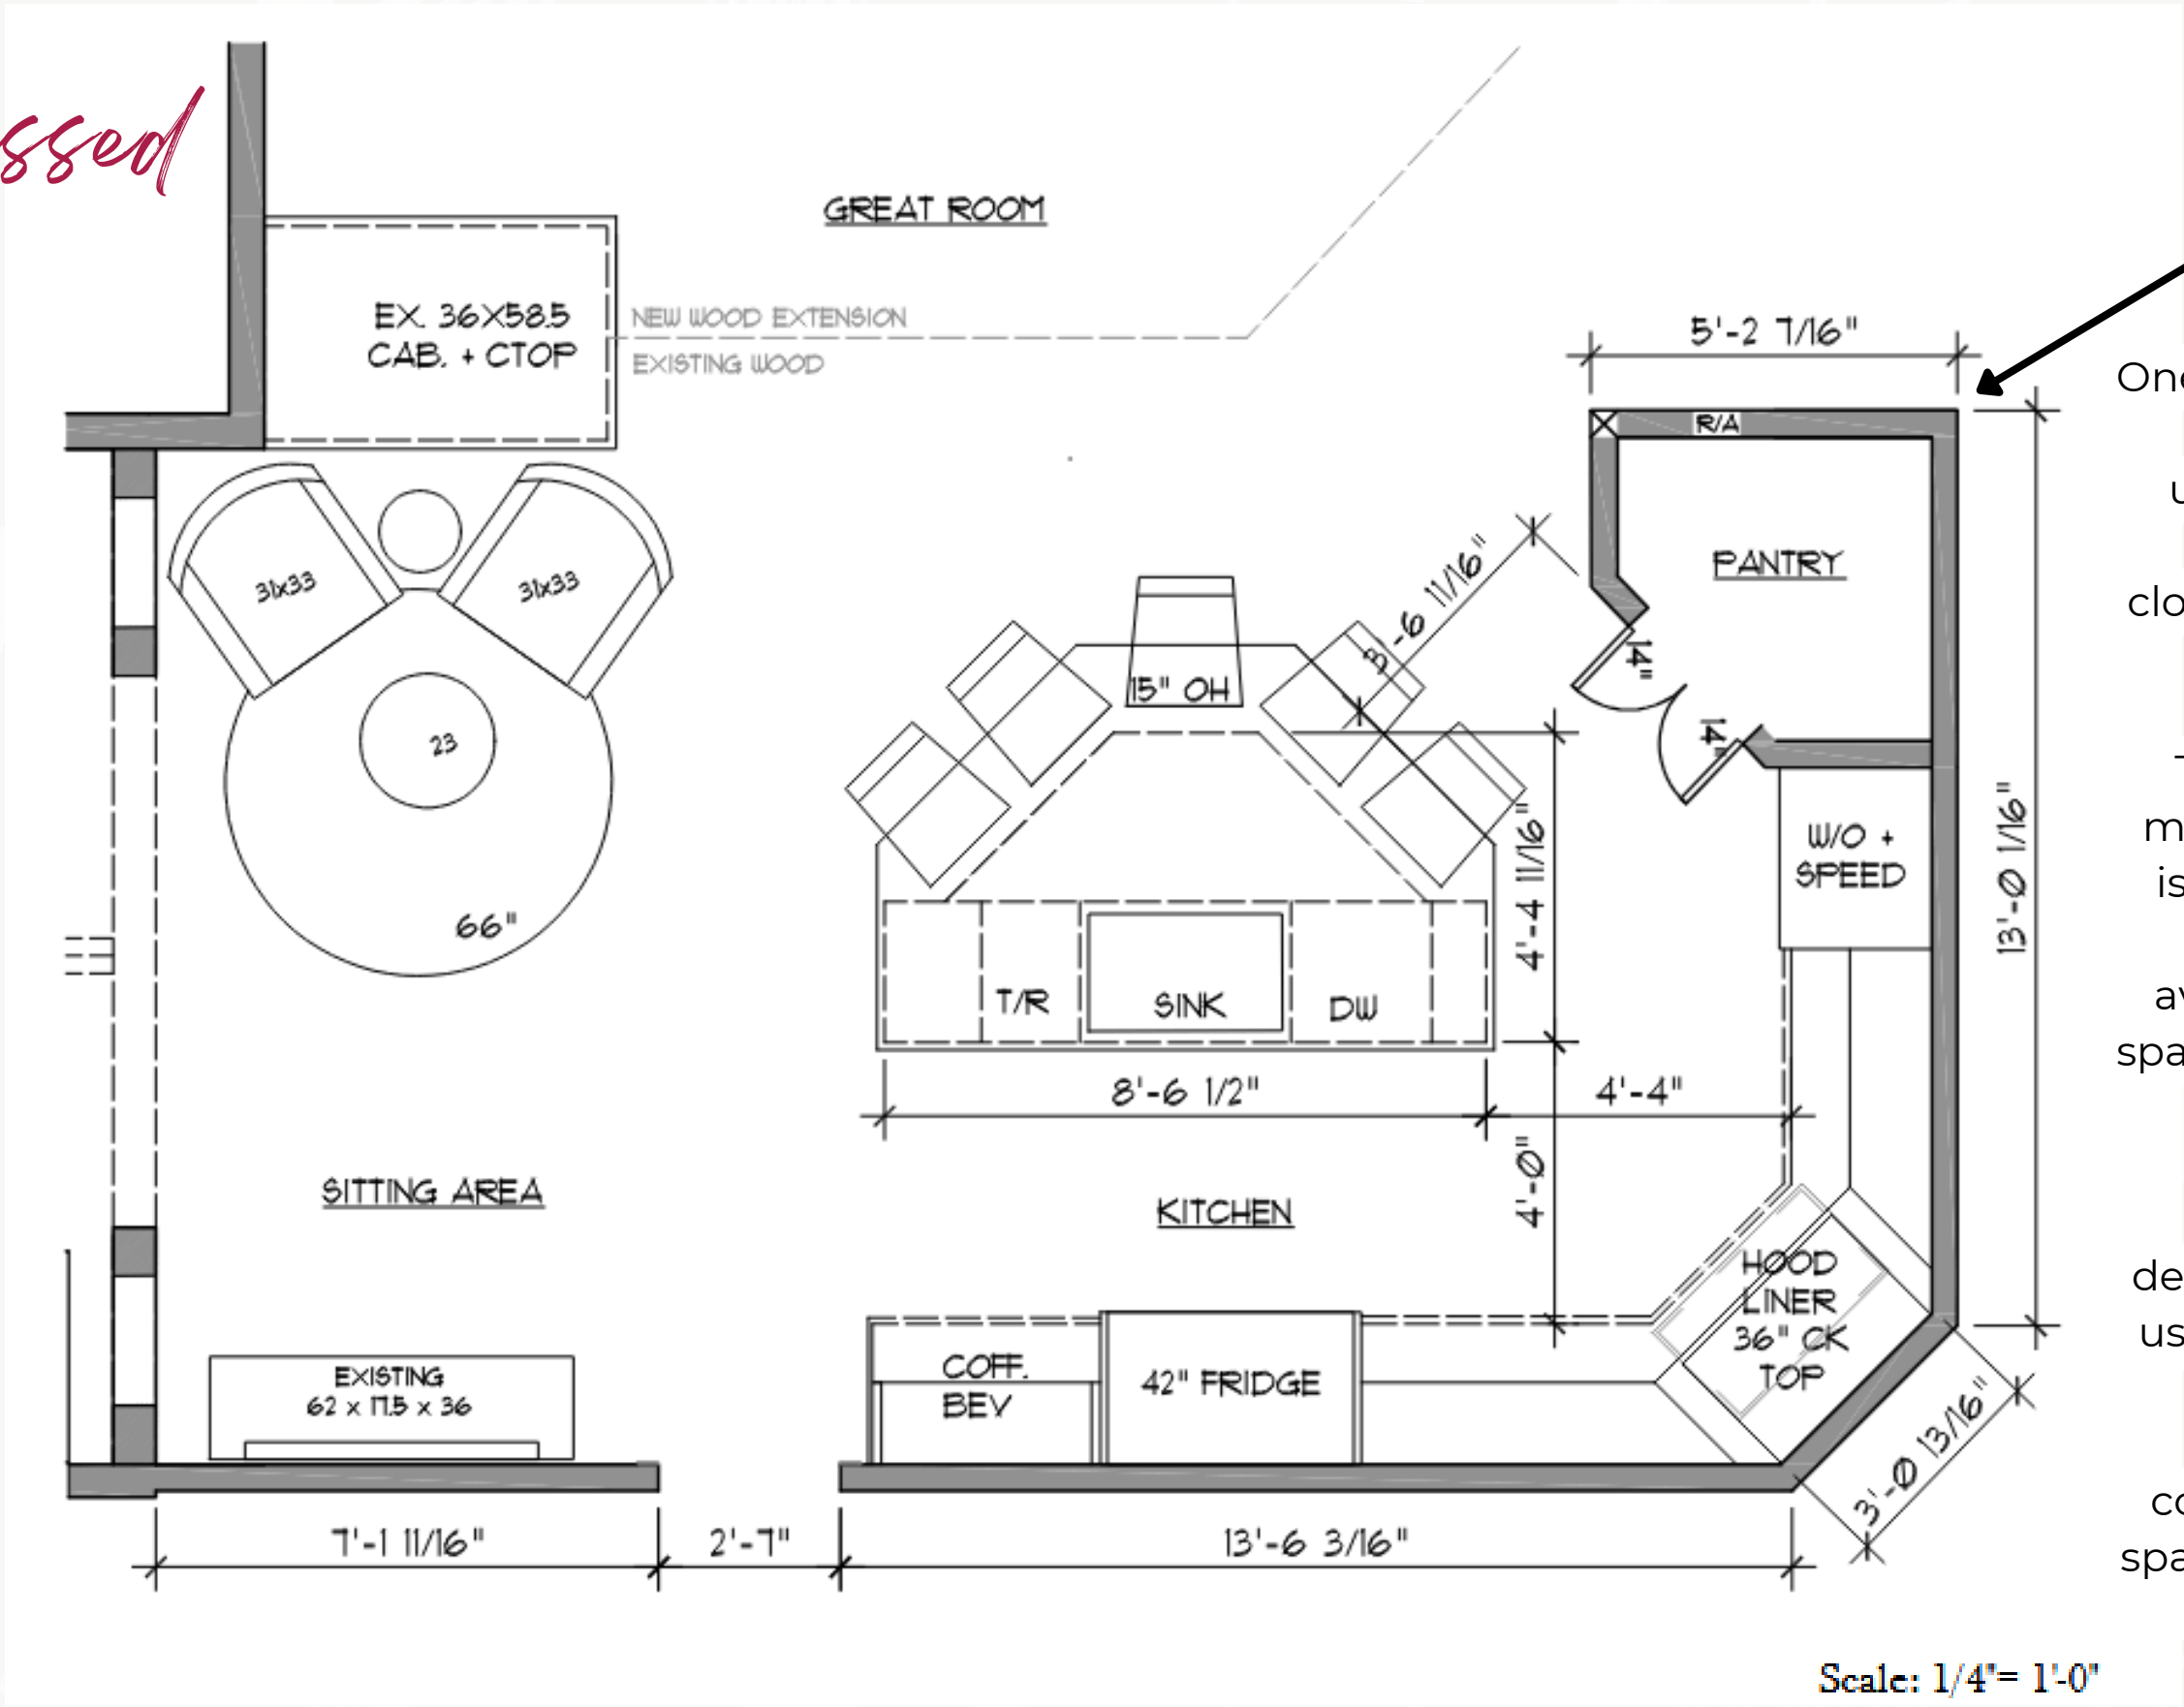 ssed
GREAT ROOM
EX. 36X58.5
CAB. + CTOP
NEW WOOD EXTENSION
EXISTING WOOD
5'-2 7/16"
R/A
One
u
clo
PANTRY
31x33
31x33
3'-6 11/16"
14"
14"
15" OH
23
66"
W/O +
SPEED
13'-0 1/16"
m
is
4'-4 11/16"
T/R
SINK
DW
av
spa
8'-6 1/2"
4'-4"
4'-0"
SITTING AREA
KITCHEN
HOOD
LINER
36" CK
TOP
de
us
EXISTING
62 x 17.5 x 36
COFF.
BEV
42" FRIDGE
3'-0 13/16"
co
spa
7'-1 11/16"
2'-7"
13'-6 3/16"
Scale: 1/4"= 1'-0"